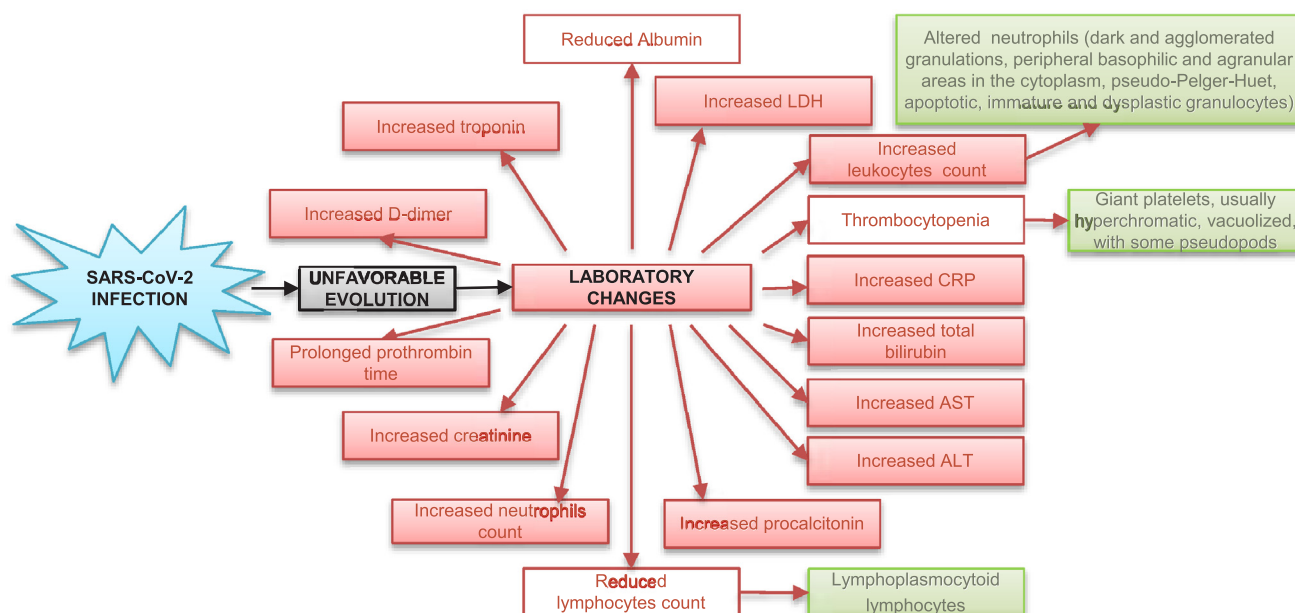 Reduced Albumin
Altered neutrophils (dark and agglomerated
granulations, peripheral basophilic and agranular
areas in the cytoplasm, pseudo-Pelger-Huet,
apoptotic, immature and dysplastic granulocytes)
Increased LDH
Increased troponin
Increased
leukocytes count
Increased D-dimer
Thrombocytopenia
Giant platelets, usually
hyperchromatic, vacuolized,
with some pseudopods
SARS-CoV-2
INFECTION
UNFAVORABLE
EVOLUTION
LABORATORY
CHANGES
Increased CRP
Prolonged prothrombin
time
Increased total
bilirubin
Increased AST
Increased creatinine
Increased ALT
Increased neutrophils
count
Increased procalcitonin
Reduced
lymphocytes count
Lymphoplasmocytoid
lymphocytes